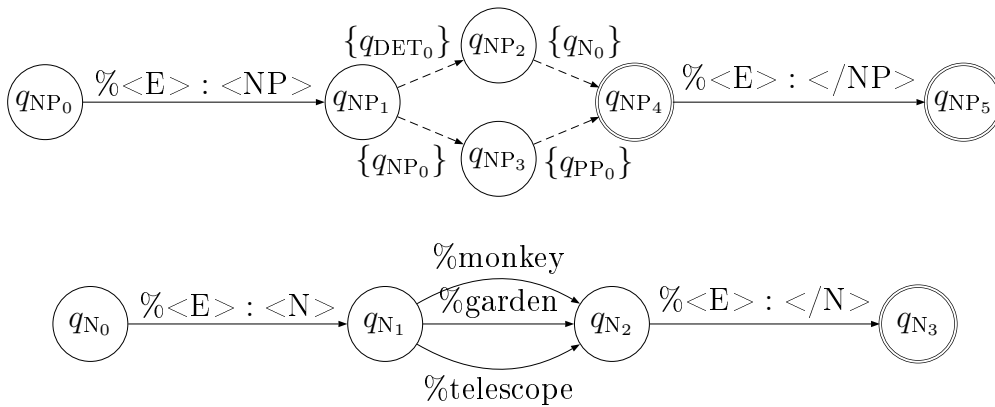 {q_DET₀} q_NP₂ {q_N₀}
q_NP₀ %<E> : <NP> q_NP₁ q_NP₄ %<E> : </NP> q_NP₅
{q_NP₀} q_NP₃ {q_PP₀}
%monkey
q_N₀ %<E> : <N> q_N₁ %garden q_N₂ %<E> : </N> q_N₃
%telescope